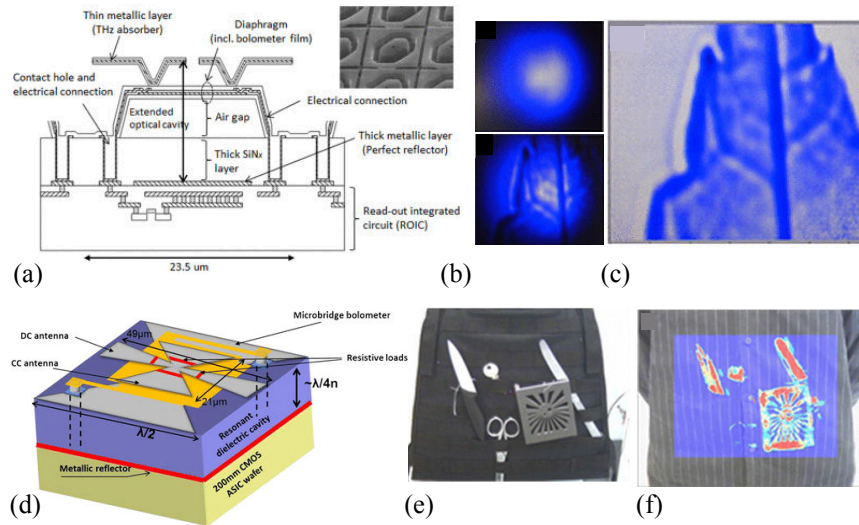 Thin metallic layer
(THz absorber)
Diaphragm
(incl. bolometer film)
Contact hole and
electrical connection
Extended
optical cavity
Air gap
Electrical connection
Thick SiNx
layer
Thick metallic layer
(Perfect reflector)
Read-out integrated
circuit (ROIC)
23.5 um
(a)
(b)
(c)
Microbridge bolometer
DC antenna
49µm
CC antenna
Resistive loads
21µm
~λ/4n
λ/2
Resonant
dielectric cavity
Metallic reflector
200mm CMOS
ASIC wafer
(d)
(e)
(f)